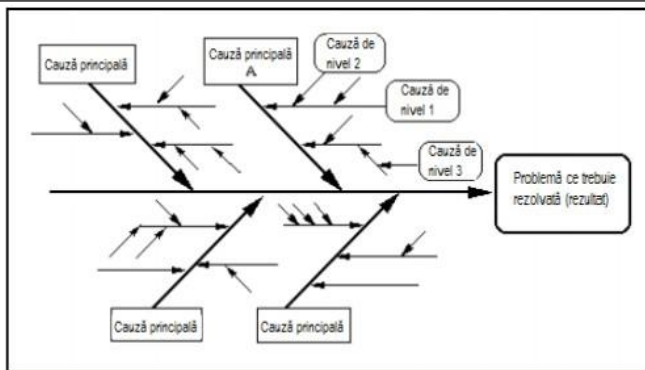 Cauză principală
Cauză principală
A
Cauză de
nivel 2
Cauză de
nivel 1
Cauză de
nivel 3
Problemă ce trebuie
rezolvată (rezultat)
Cauză principală
Cauză principală